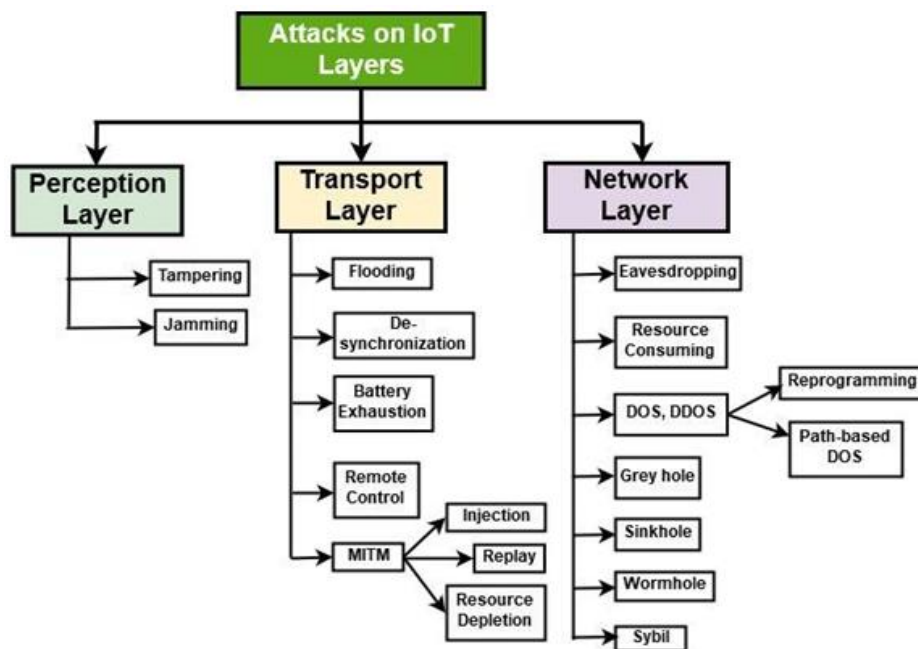 Attacks on IoT
Layers
Perception
Layer
Tampering
Jamming
Transport
Layer
Flooding
De-
synchronization
Battery
Exhaustion
Remote
Control
MITM
Injection
Replay
Resource
Depletion
Network
Layer
Eavesdropping
Resource
Consuming
DOS, DDOS
Reprogramming
Path-based
DOS
Grey hole
Sinkhole
Wormhole
Sybil